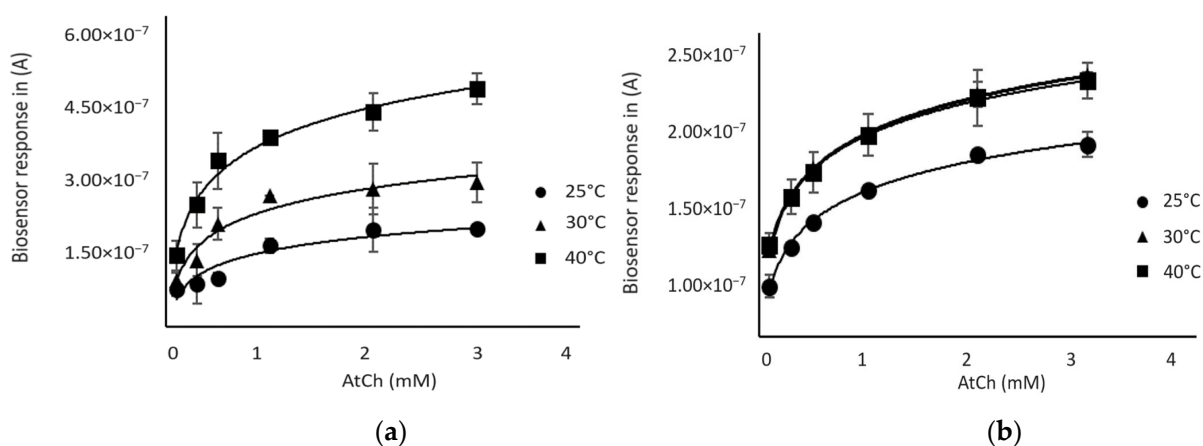 Biosensor response in (A)
6.00×10⁻⁷
4.50×10⁻⁷
3.00×10⁻⁷
1.50×10⁻⁷
25°C
30°C
40°C
0 1 2 3 4
AtCh (mM)
(a)
Biosensor response in (A)
2.50×10⁻⁷
2.00×10⁻⁷
1.50×10⁻⁷
1.00×10⁻⁷
25°C
30°C
40°C
0 1 2 3 4
AtCh (mM)
(b)